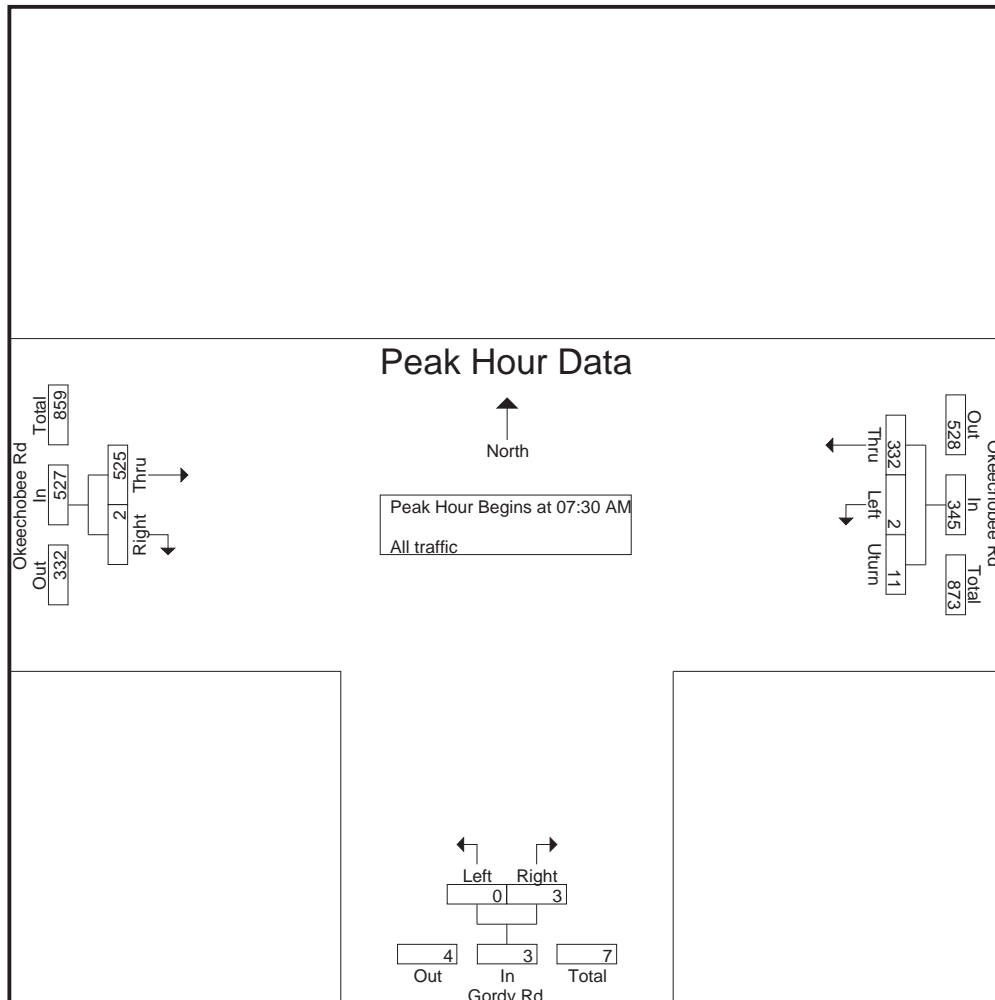 Peak Hour Data
North
Peak Hour Begins at 07:30 AM
All traffic
Okeechobee Rd
Total
859
In
527
Out
332
525
Thru
2
Right
Thru
332
Left
2
Uturn
11
Out
528
In
345
Total
873
Okeechobee Rd
Left Right
0 3
4 3 7
Out In Total
Gordy Rd